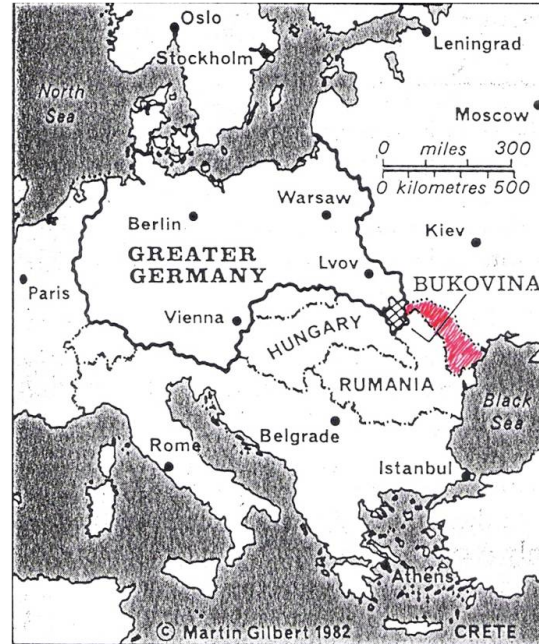 Oslo
Stockholm
Leningrad
North
Sea
Moscow
0 miles 300
0 kilometres 500
Berlin
Warsaw
Kiev
GREATER
GERMANY
Lvov
BUKOVINA
Paris
Vienna
HUNGARY
RUMANIA
Black
Sea
Belgrade
Rome
Istanbul
Athens
© Martin Gilbert 1982
CRETE